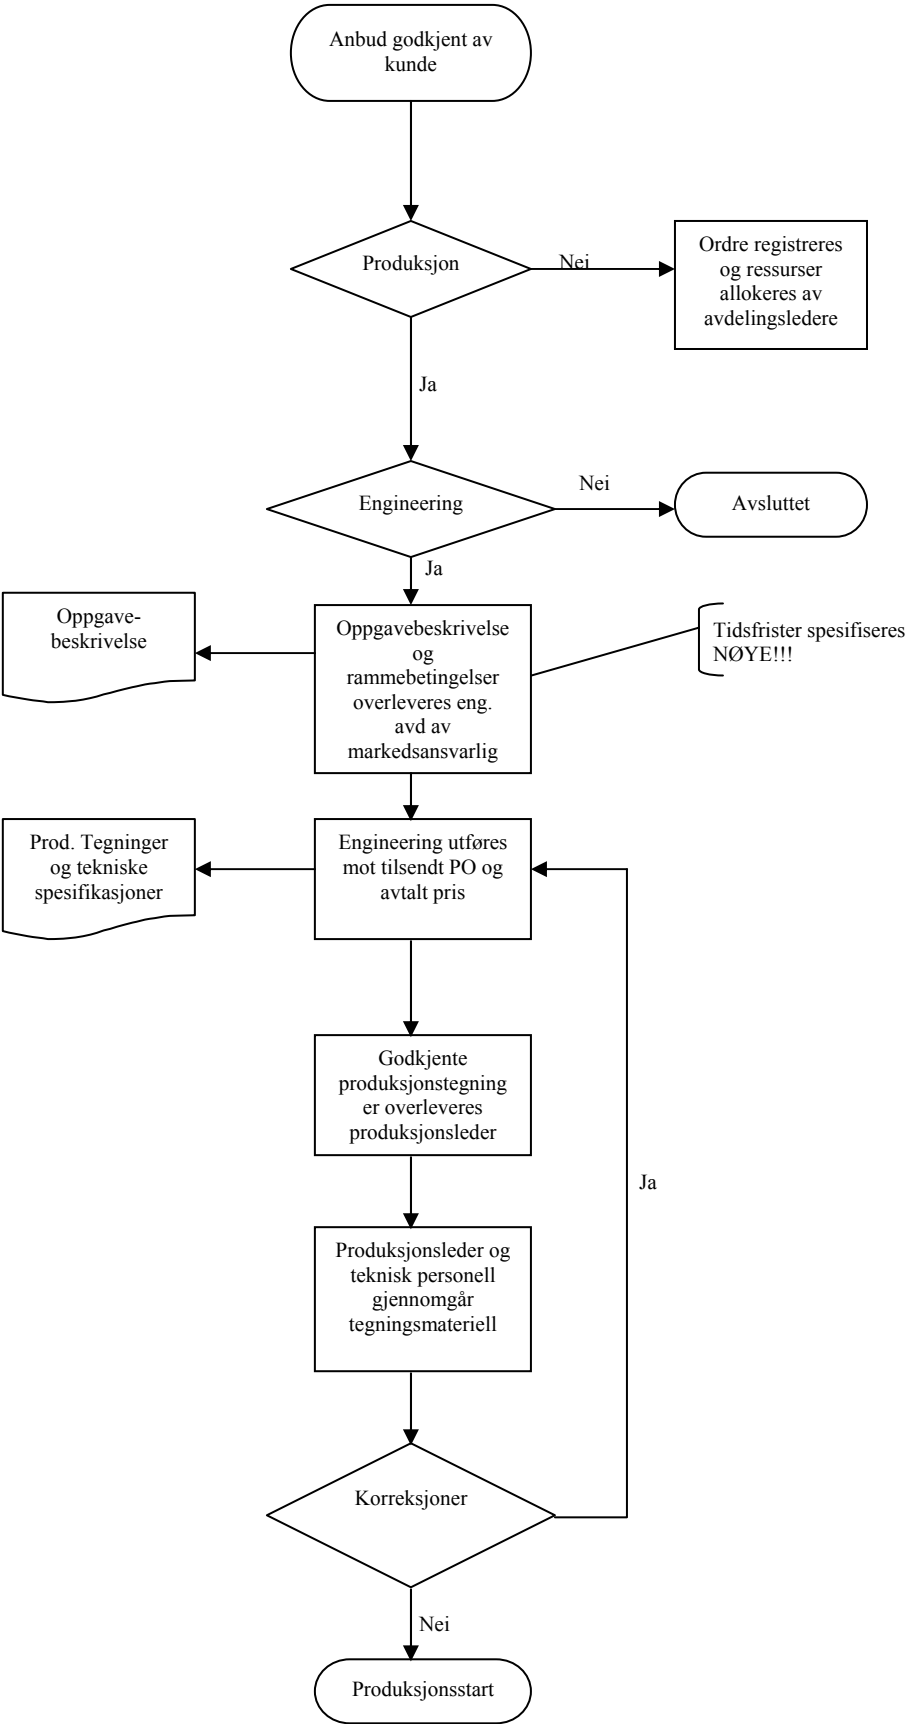 Anbud godkjent av
kunde
Produksjon
Nei
Ordre registreres
og ressurser
allokeres av
avdelingsledere
Ja
Engineering
Nei
Avsluttet
Ja
Oppgave-
beskrivelse
Oppgavebeskrivelse
og
rammebetingelser
overleveres eng.
avd av
markedsansvarlig
Tidsfrister spesifiseres
NØYE!!!
Prod. Tegninger
og tekniske
spesifikasjoner
Engineering utføres
mot tilsendt PO og
avtalt pris
Godkjente
produksjonstegning
er overleveres
produksjonsleder
Ja
Produksjonsleder og
teknisk personell
gjennomgår
tegningsmateriell
Korreksjoner
Nei
Produksjonsstart